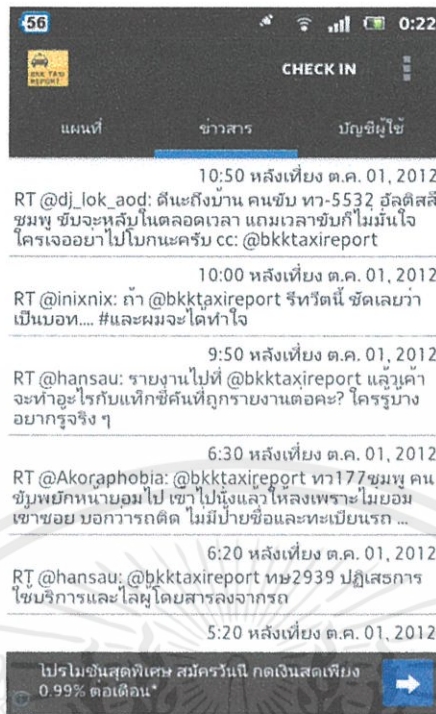 56
0:22
BKK TAXI
REPORT
CHECK IN
แผนที่
ข่าวสาร
บัญชีผู้ใช้
10:50 หลังเที่ยง ต.ค. 01, 2012
RT @dj_lok_aod: ดีนะถึงบ้าน คนขับ ทว-5532 อัลติสสี
ชมพู ขับจะหลับในตลอดเวลา แถมเวลาขับก็ไม่มั่นใจ
ใครเจออย่าไปโบกนะครับ cc: @bkktaxireport
10:00 หลังเที่ยง ต.ค. 01, 2012
RT @inixnix: ถ้า @bkktaxireport รีทวีตนี้ ชัดเลยว่า
เป็นบอท.... #และผมจะได้ทำใจ
9:50 หลังเที่ยง ต.ค. 01, 2012
RT @hansau: รายงานไปที่ @bkktaxireport แล้วเค้า
จะทำอะไรกับแท็กซี่คันที่ถูกรายงานต่อคะ? ใครรู้บ้าง
อยากรู้จริง ๆ
6:30 หลังเที่ยง ต.ค. 01, 2012
RT @Akoraphobia: @bkktaxireport ทว177ชมพู คน
ขับพยักหน้ายอมไป เข้าไปนั่งแล้วให้ลงเพราะไม่ยอม
เข้าซอย บอกว่ารถติด ไม่มีป้ายชื่อและทะเบียนรถ ...
6:20 หลังเที่ยง ต.ค. 01, 2012
RT @hansau: @bkktaxireport ทษ2939 ปฏิเสธการ
ใช้บริการและไล่ผู้โดยสารลงจากรถ
5:20 หลังเที่ยง ต.ค. 01, 2012
โปรโมชั่นสุดพิเศษ สมัครวันนี้ กดเงินสดเพียง
0.99% ต่อเดือน*